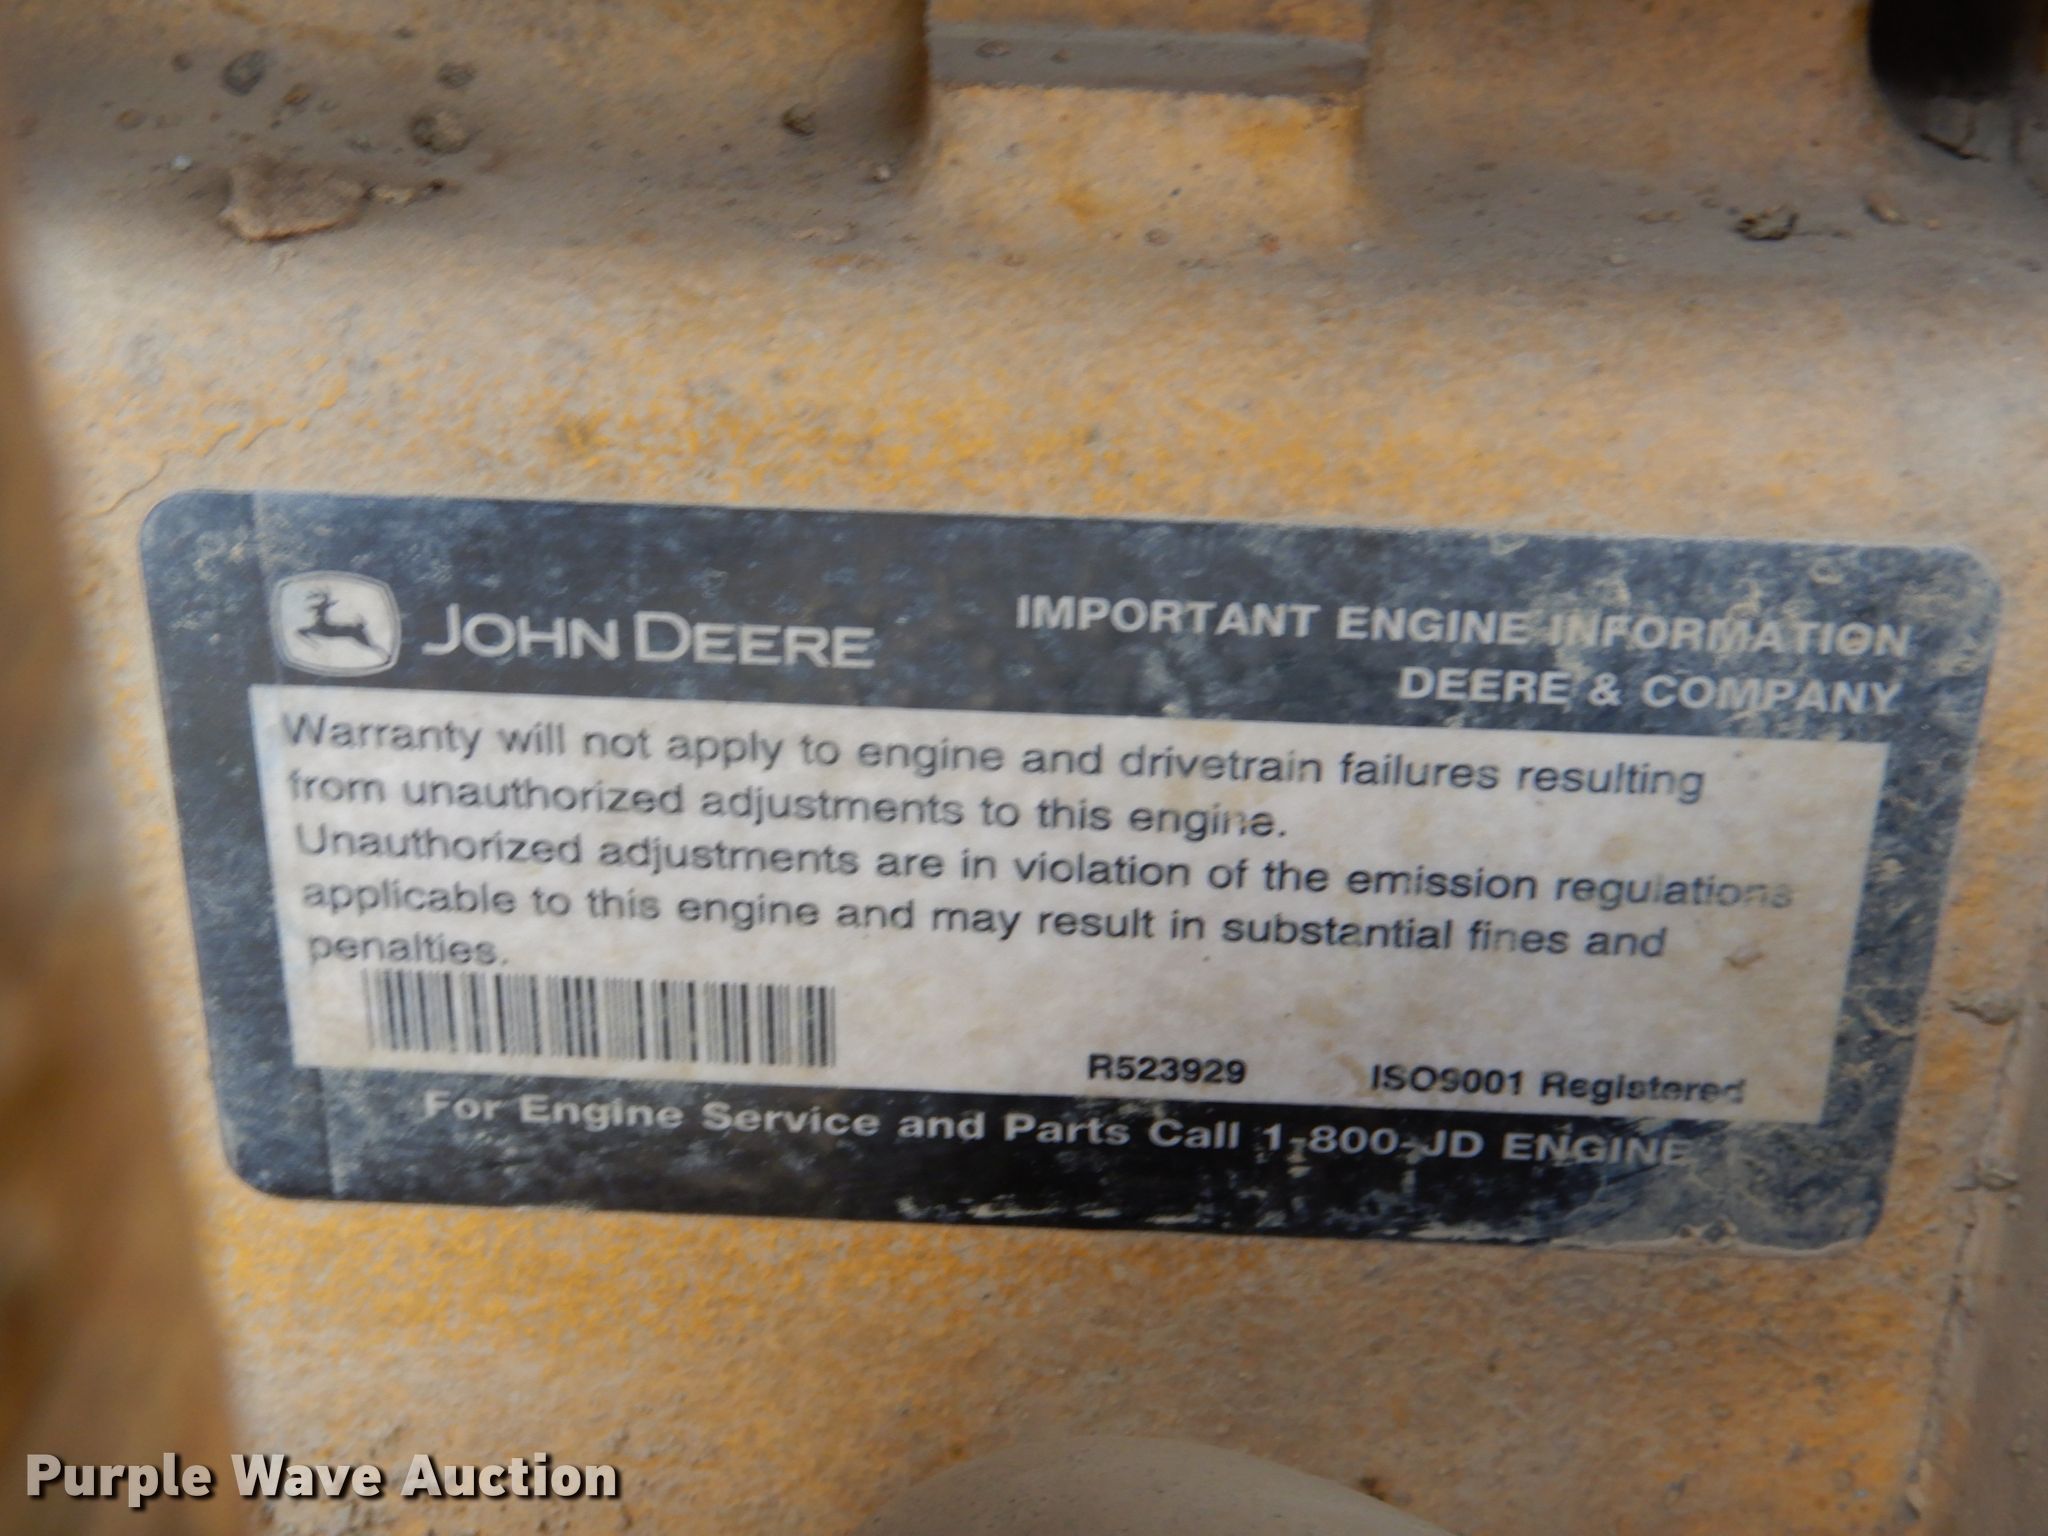 JOHN DEERE
IMPORTANT ENGINE INFORMATION
DEERE & COMPANY
Warranty will not apply to engine and drivetrain failures resulting
from unauthorized adjustments to this engine.
Unauthorized adjustments are in violation of the emission regulations
applicable to this engine and may result in substantial fines and
penalties.
R523929 ISO9001 Registered
For Engine Service and Parts Call 1-800-JD ENGINE
Purple Wave Auction